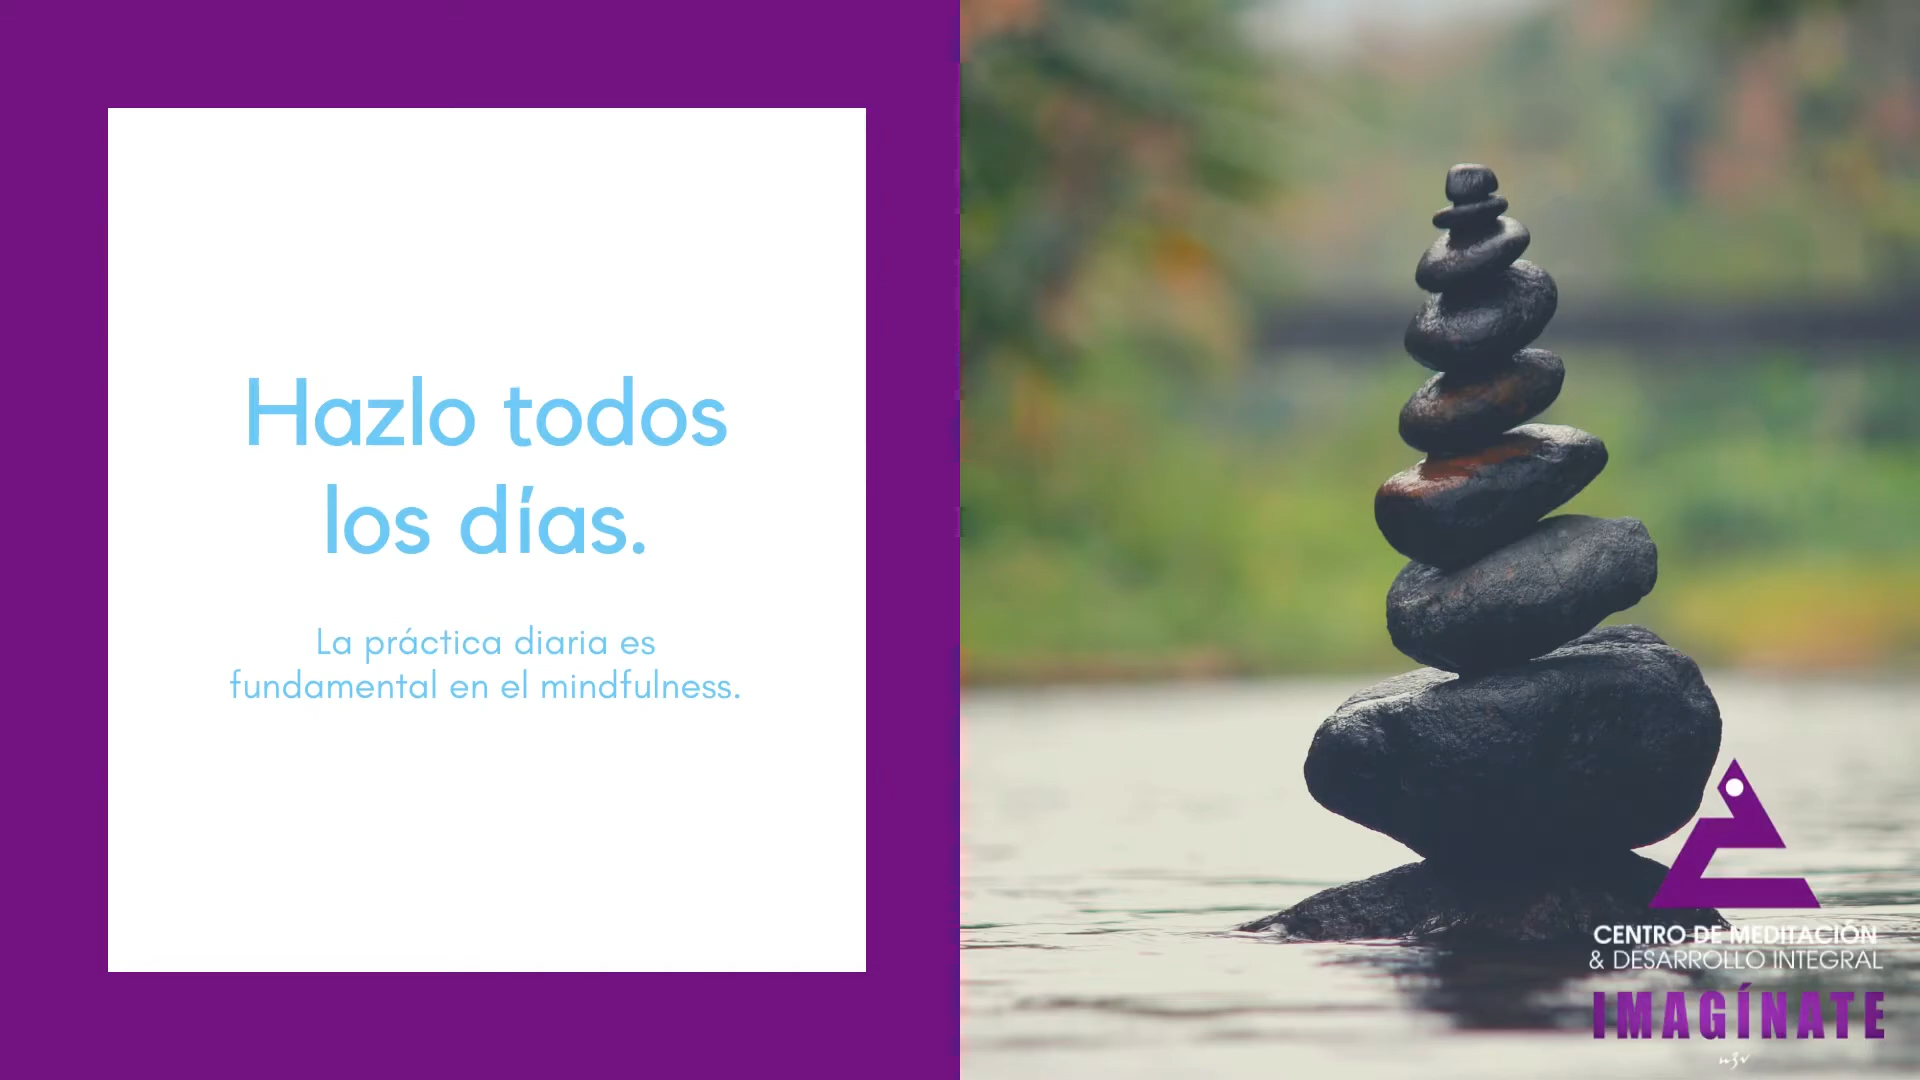 Hazlo todos
los días.
La práctica diaria es
fundamental en el mindfulness.
CENTRO DE MEDITACIÓN
& DESARROLLO INTEGRAL
IMAGÍNATE